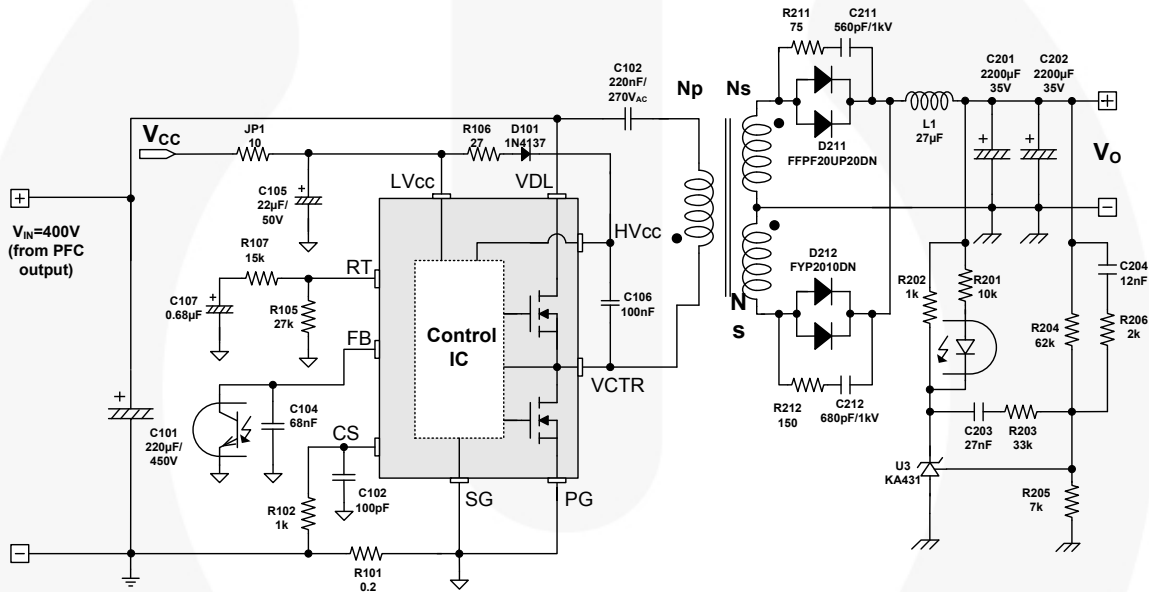 R211
75
C211
560pF/1kV
C102
220nF/
270VAC
Np
Ns
C201
2200µF
35V
C202
2200µF
35V
+
VCC
JP1
10
R106
27
D101
1N4137
D211
FFPF20UP20DN
L1
27µF
VO
+
VIN=400V
(from PFC
output)
C105
22µF/
50V
LVcc
VDL
HVcc
-
R107
15k
RT
C107
0.68µF
R105
27k
FB
Control
IC
C106
100nF
D212
FYP2010DN
N
s
R202
1k
R201
10k
C204
12nF
R204
62k
R206
2k
VCTR
C101
220µF/
450V
C104
68nF
CS
R212
150
C212
680pF/1kV
C203
27nF
R203
33k
C102
100pF
R102
1k
SG
PG
U3
KA431
R205
7k
-
R101
0.2